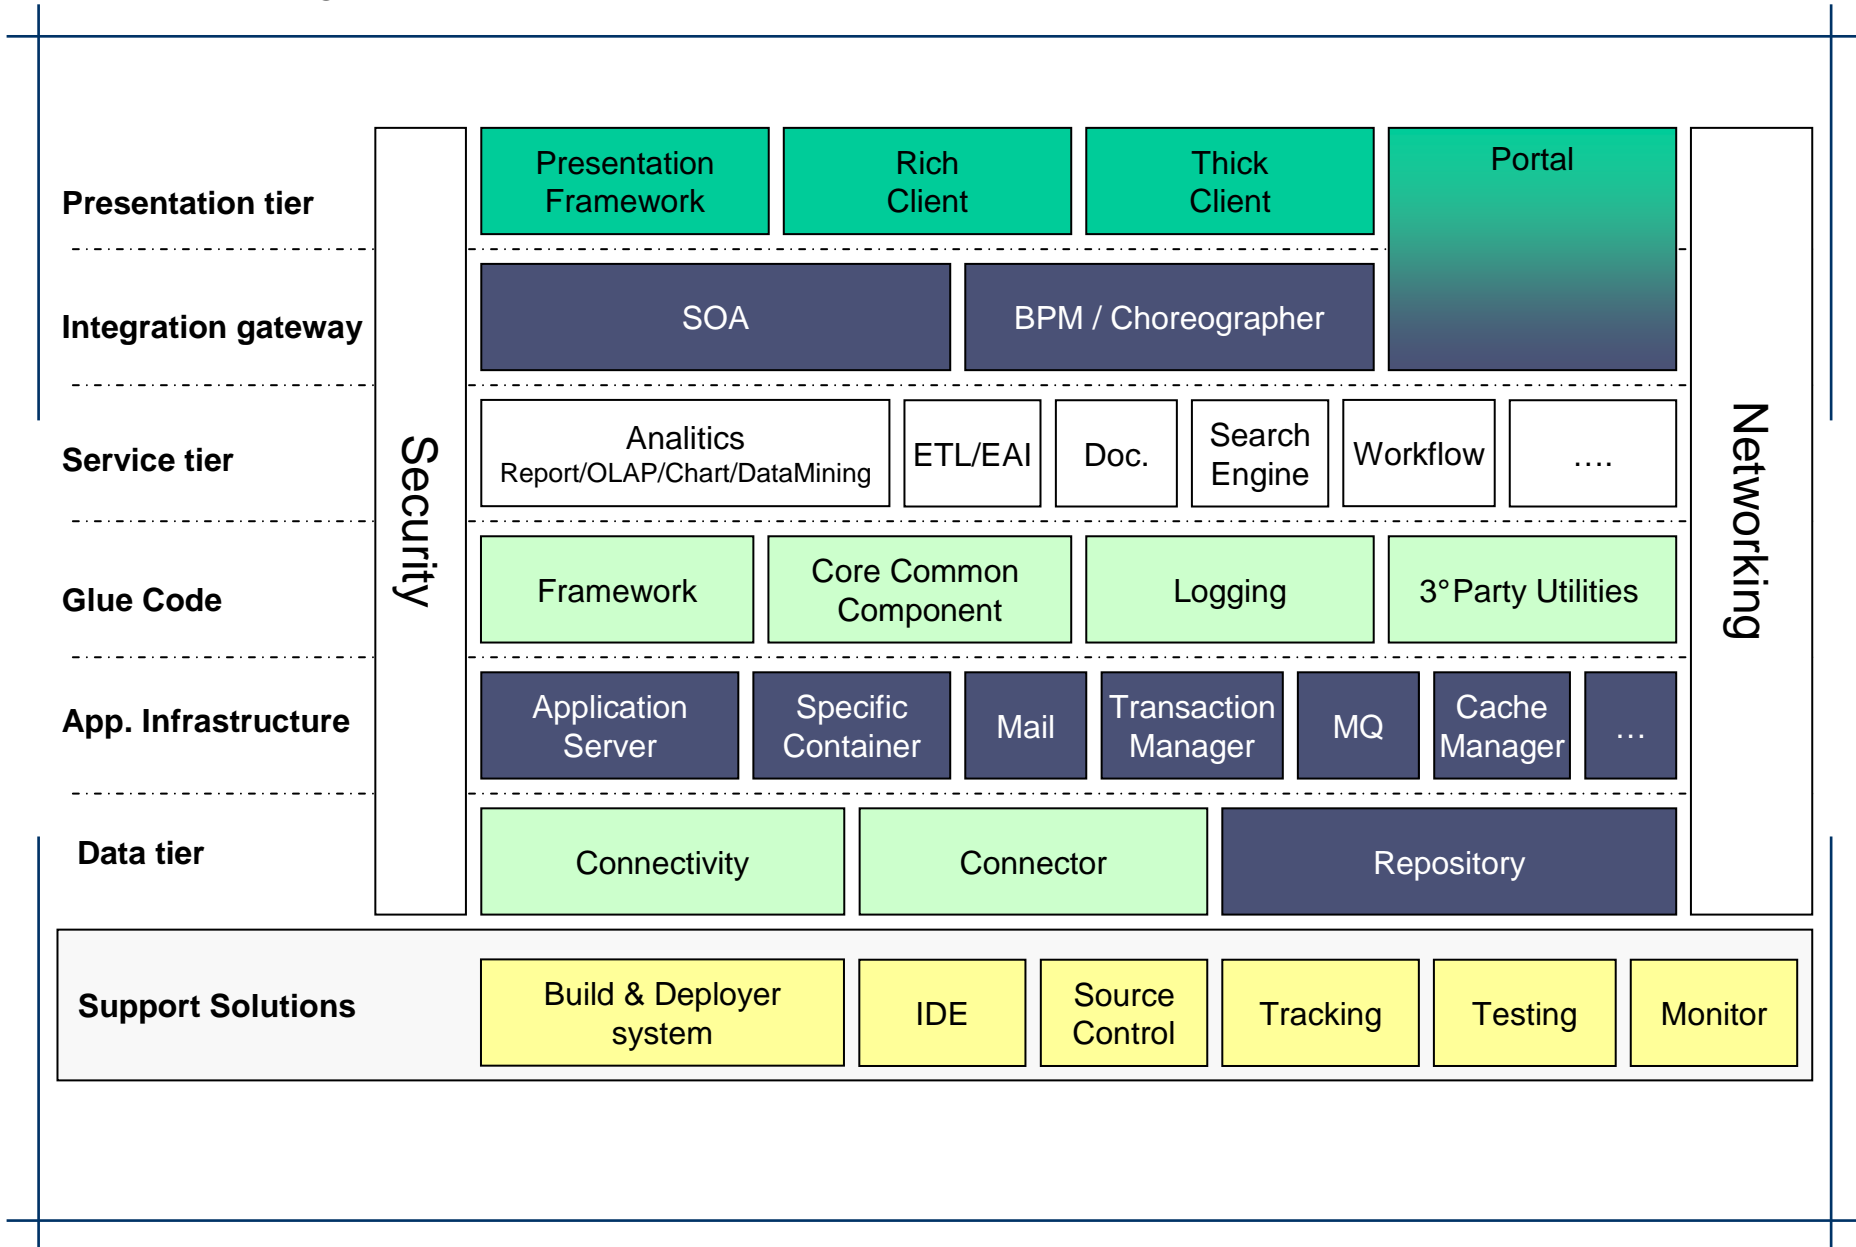 Presentation tier
Presentation
Framework
Rich
Client
Thick
Client
Portal
Integration gateway
SOA
BPM / Choreographer
Security
Networking
Service tier
Analitics
Report/OLAP/Chart/DataMining
ETL/EAI
Doc.
Search
Engine
Workflow
....
Glue Code
Framework
Core Common
Component
Logging
3° Party Utilities
App. Infrastructure
Application
Server
Specific
Container
Mail
Transaction
Manager
MQ
Cache
Manager
...
Data tier
Connectivity
Connector
Repository
Support Solutions
Build & Deployer
system
IDE
Source
Control
Tracking
Testing
Monitor